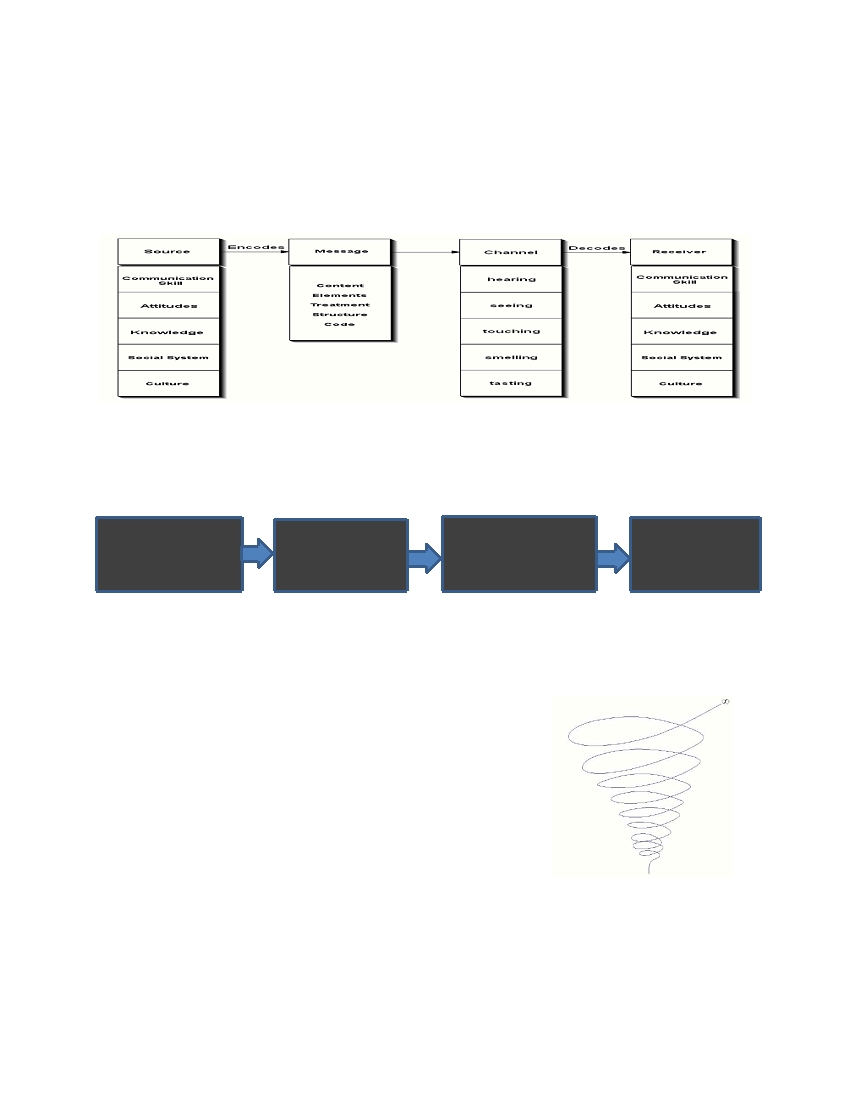 Source
Encodes
Message
Channel
Decodes
Receiver
Communication
Skill
Attitudes
Knowledge
Social System
Culture
Content
Elements
Treatment
Structure
Code
hearing
seeing
touching
smelling
tasting
Communication
Skill
Attitudes
Knowledge
Social System
Culture